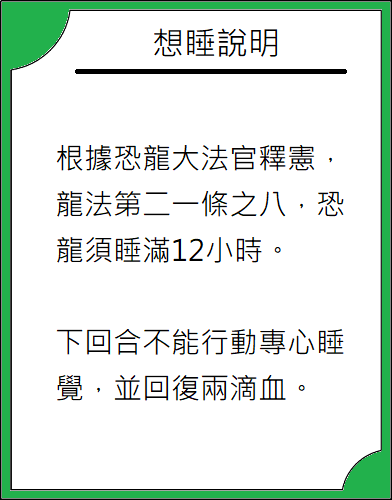 想睡說明
根據恐龍大法官釋憲，
龍法第二一條之八，恐
龍須睡滿12小時。
下回合不能行動專心睡
覺，並回復兩滴血。